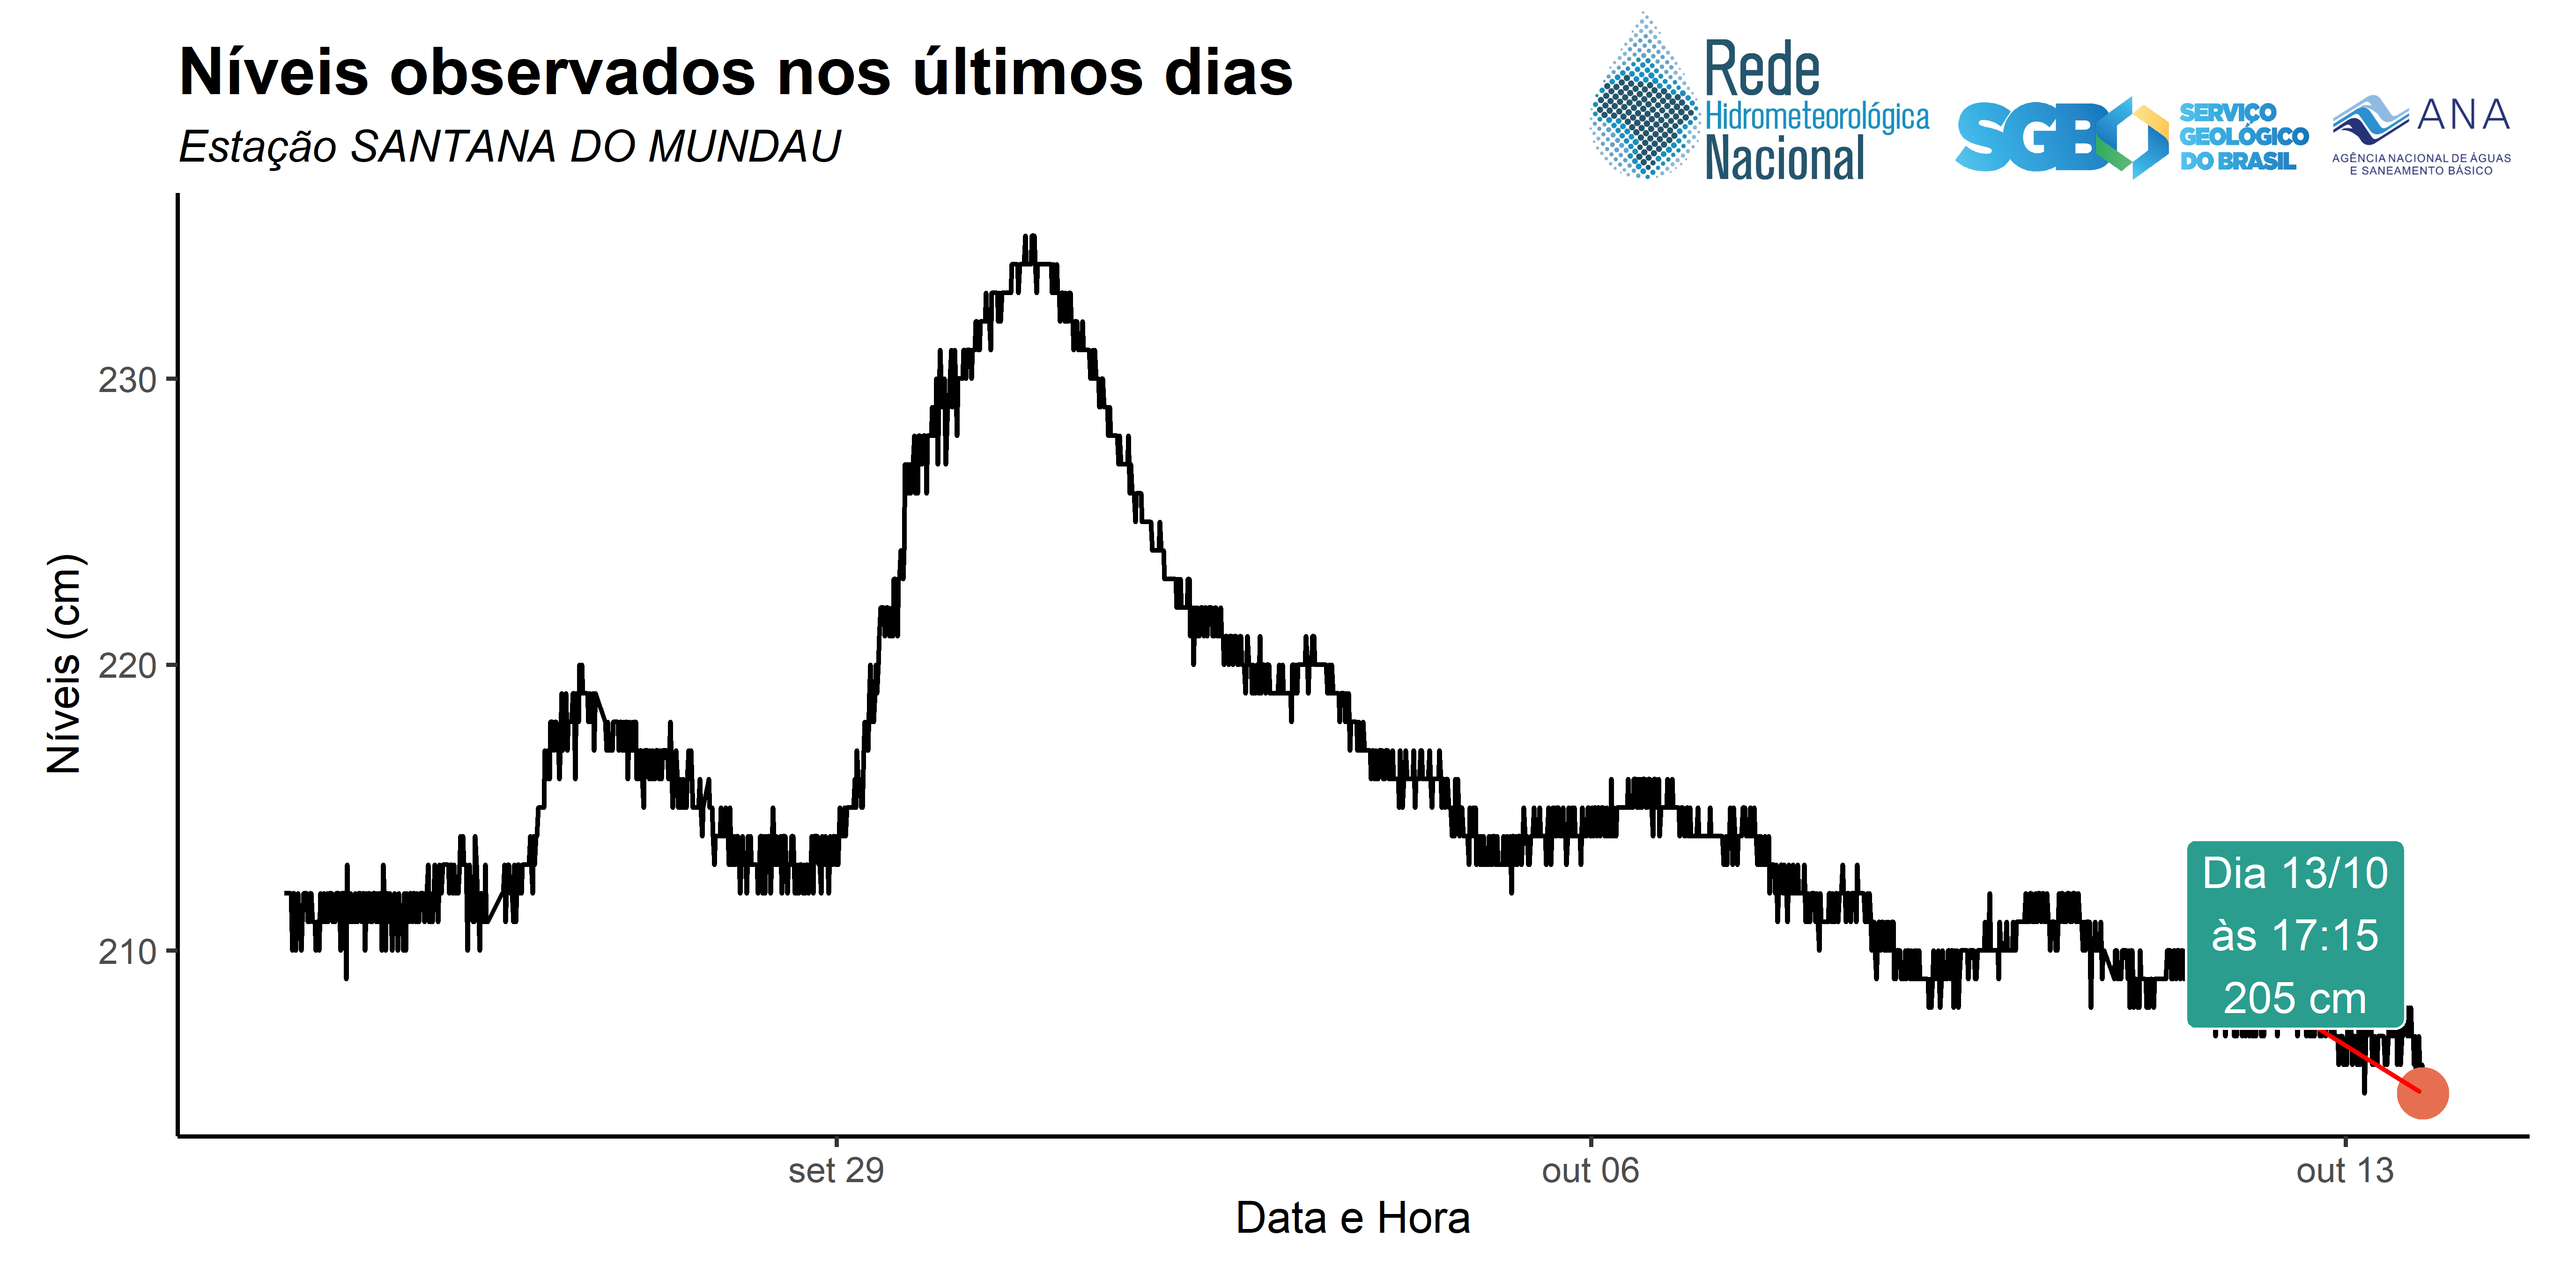 Níveis observados nos últimos dias
Estação SANTANA DO MUNDAU
Rede
Hidrometeorológica
Nacional
SGB
SERVIÇO
GEOLÓGICO
DO BRASIL
ANA
AGÊNCIA NACIONAL DE ÁGUAS
E SANEAMENTO BÁSICO
Níveis (cm)
230
220
210
Dia 13/10
às 17:15
205 cm
set 29
out 06
out 13
Data e Hora